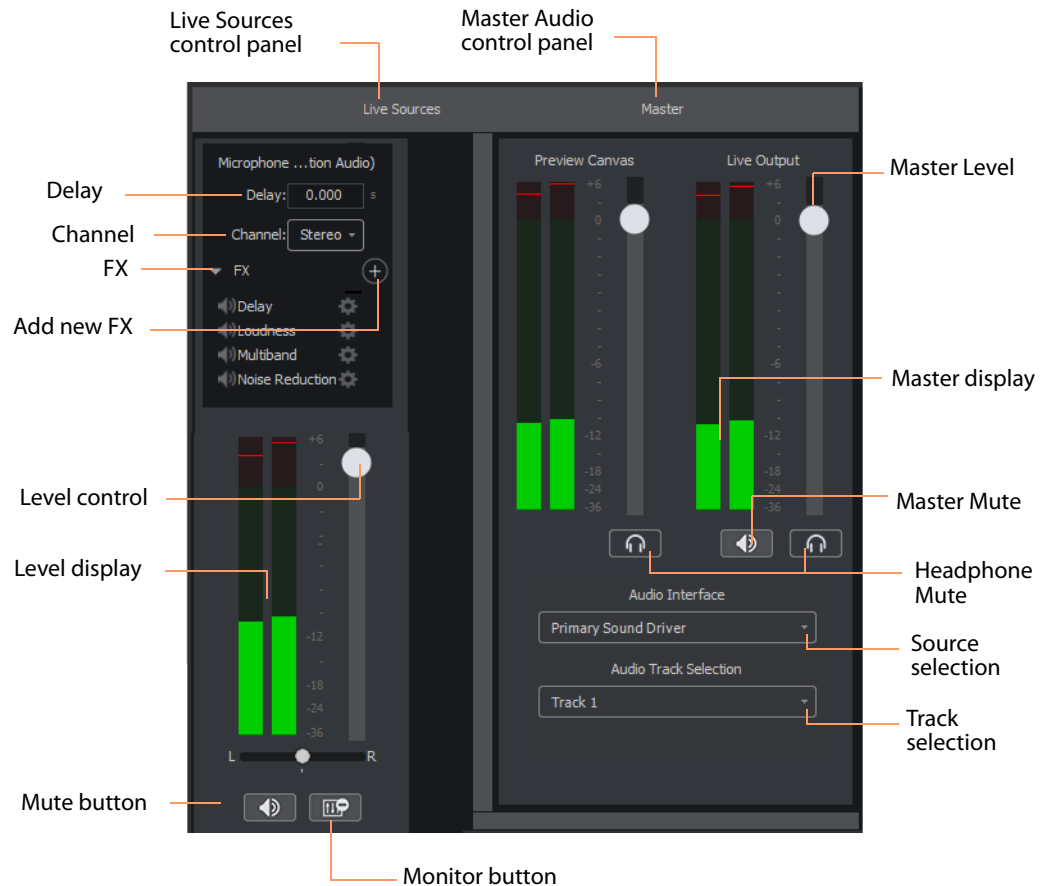 Live Sources
control panel
Master Audio
control panel
Live Sources
Master
Microphone ...tion Audio)
Delay: 0.000 s
Channel: Stereo
FX
Delay
Loudness
Multiband
Noise Reduction
+6
0
-
-
-
-
-
-12
-
-18
-24
-36
L
R
Delay
Channel
FX
Add new FX
Level control
Level display
Mute button
Monitor button
Preview Canvas
Live Output
+6
-
0
-
-
-
-6
-
-
-12
-
-18
-24
-36
+6
-
0
-
-
-
-6
-
-
-12
-
-18
-24
-36
Audio Interface
Primary Sound Driver
Audio Track Selection
Track 1
Master Level
Master display
Master Mute
Headphone
Mute
Source
selection
Track
selection